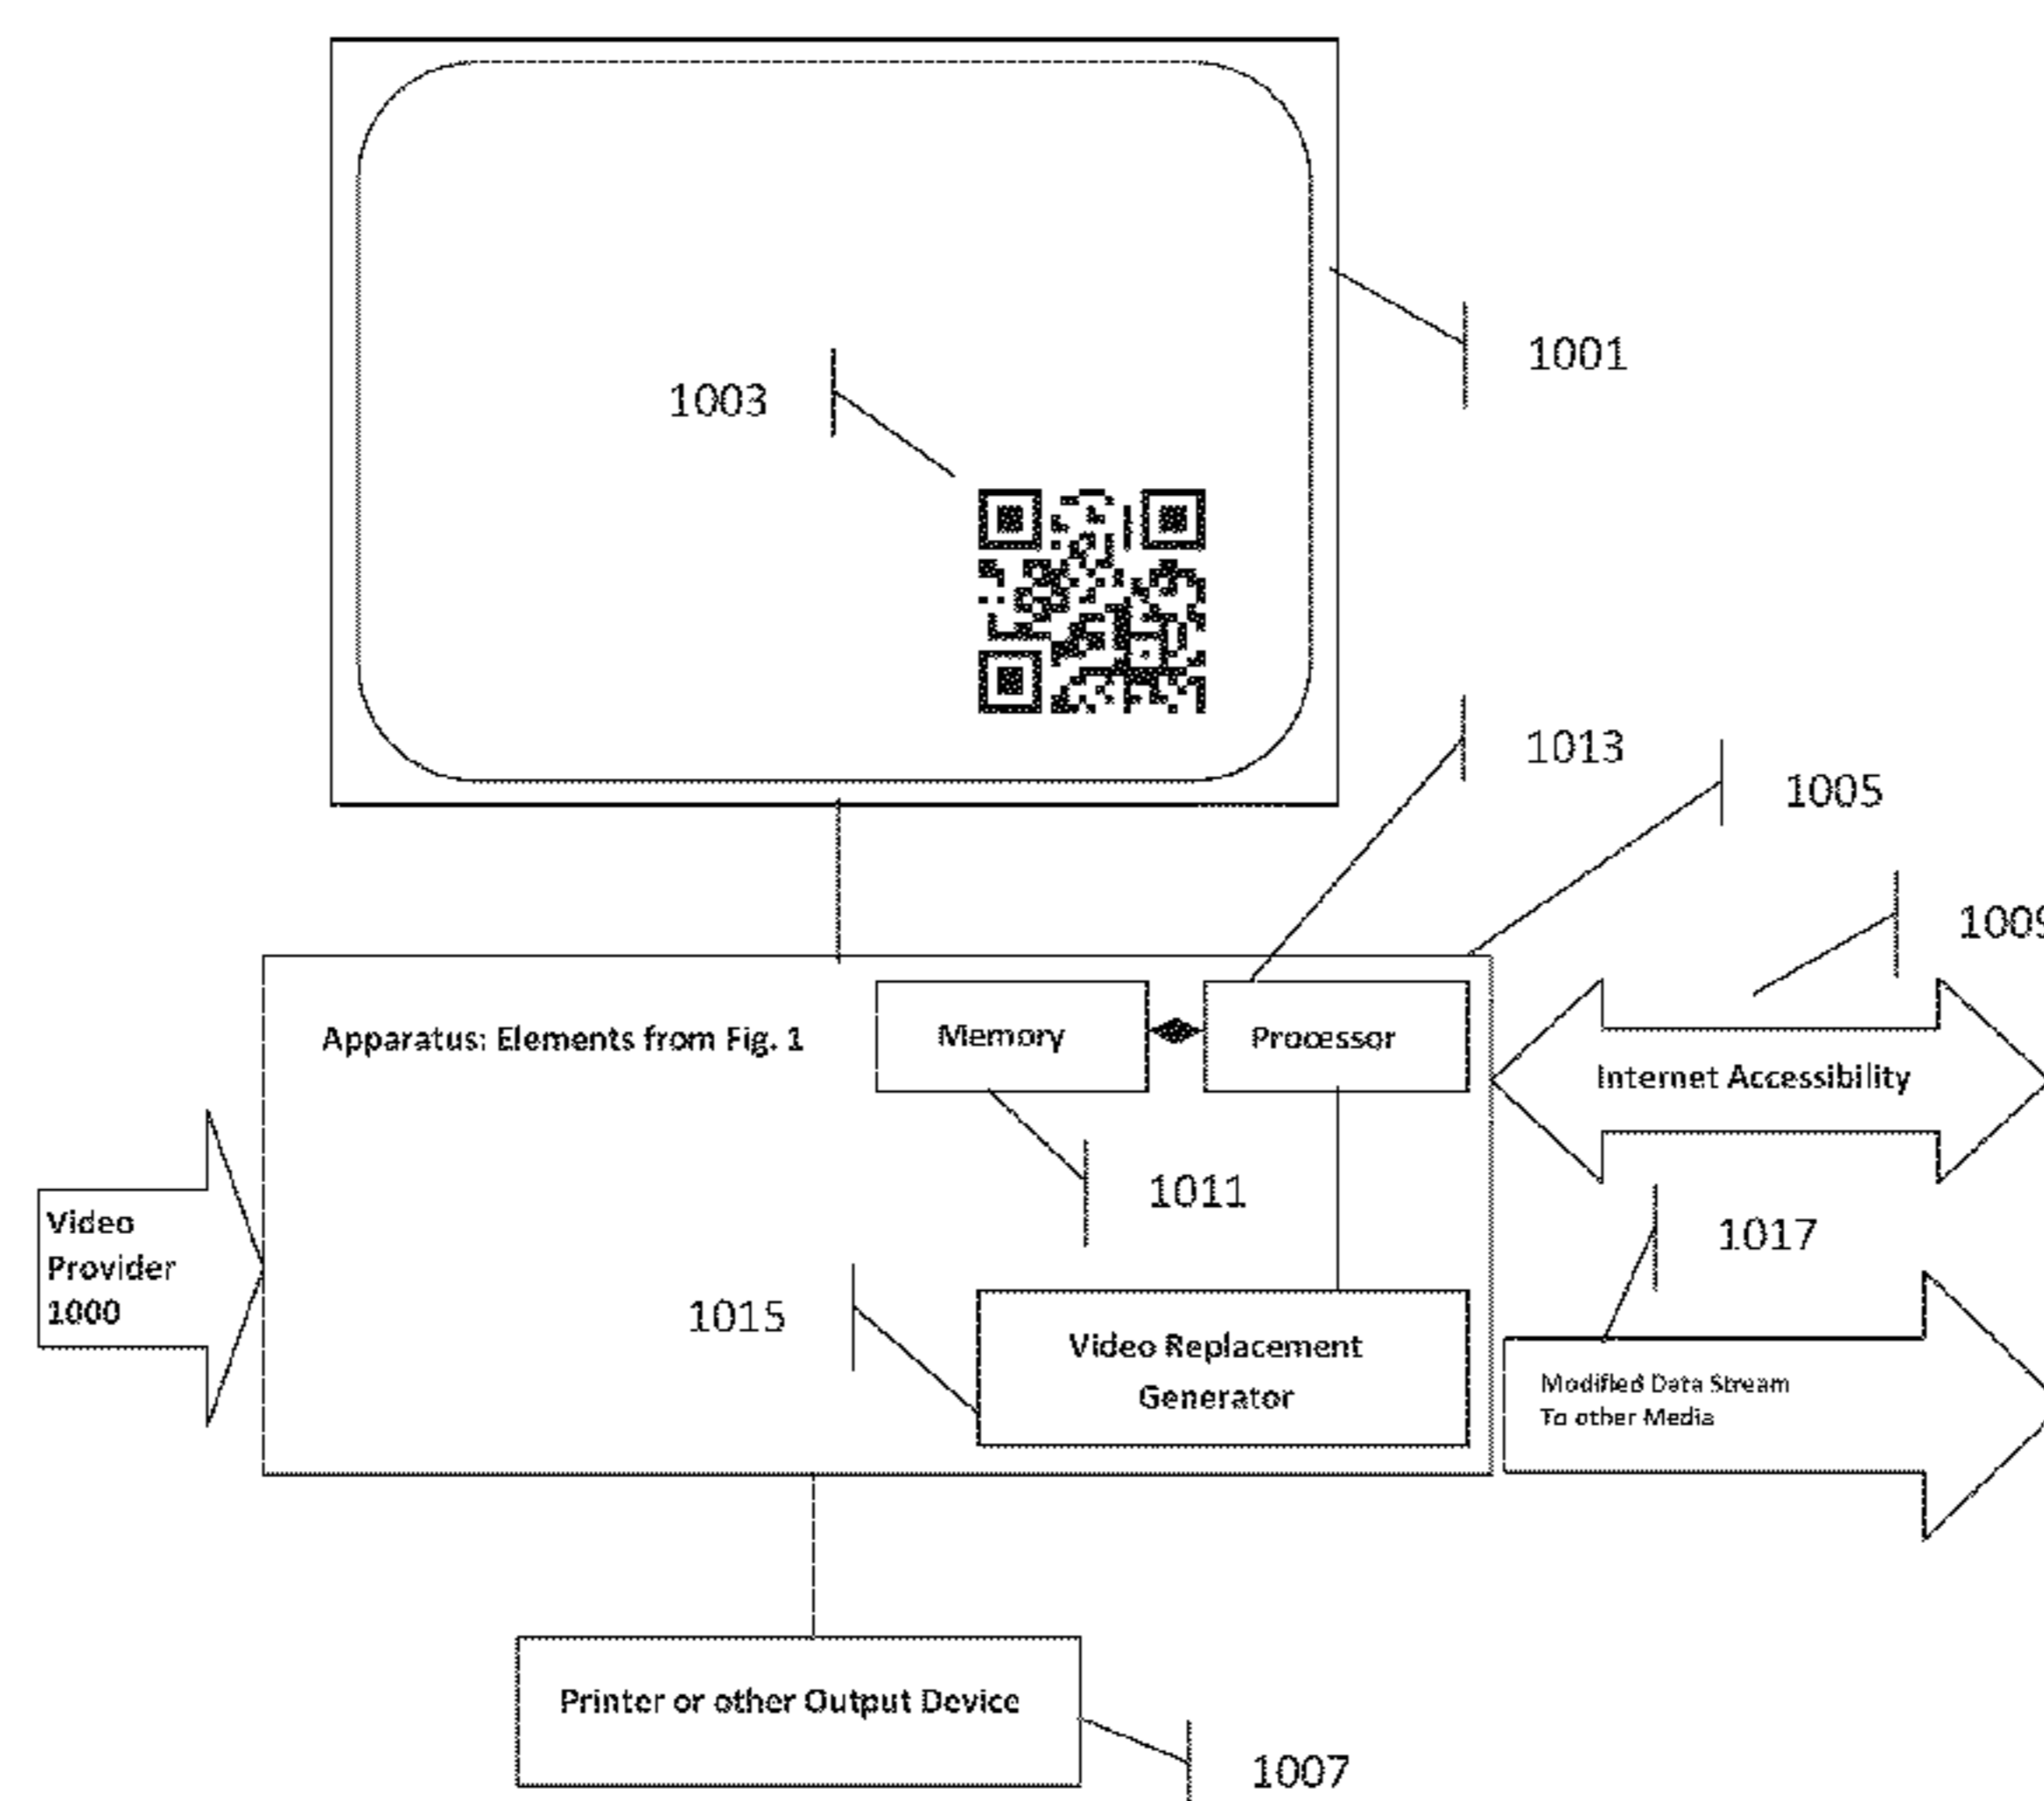 1001
1003
1013
1005
1009
Apparatus: Elements from Fig. 1
Memory
Processor
Internet Accessibility
1011
1017
Video
Provider
1000
1015
Video Replacement
Generator
Modified Data Stream
To other Media
Printer or other Output Device
1007